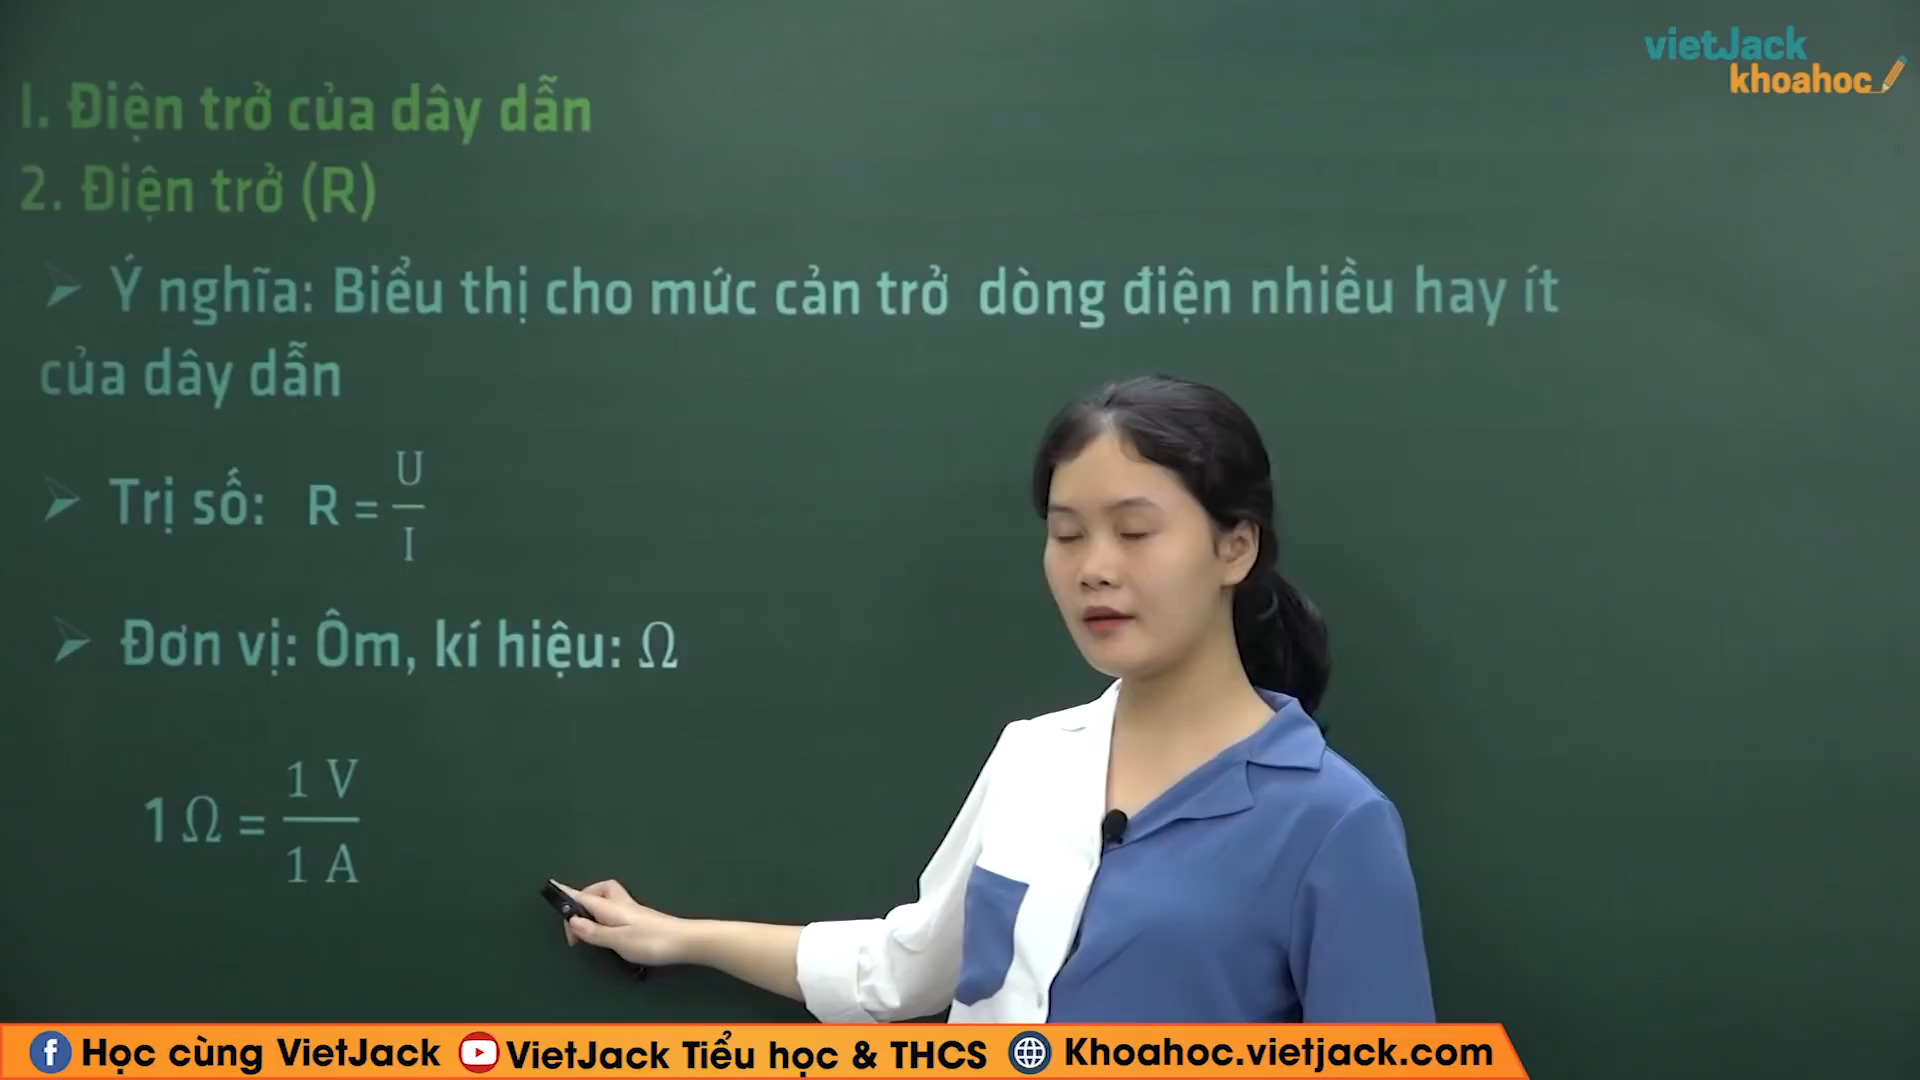 vietJack
khoahoc
I. Điện trở của dây dẫn
2. Điện trở (R)
➢ Ý nghĩa: Biểu thị cho mức cản trở dòng điện nhiều hay ít
của dây dẫn
➢ Trị số: R = U/I
➢ Đơn vị: Ôm, kí hiệu: Ω
1 Ω = 1 V/1 A
Học cùng VietJack VietJack Tiểu học & THCS Khoahoc.vietjack.com